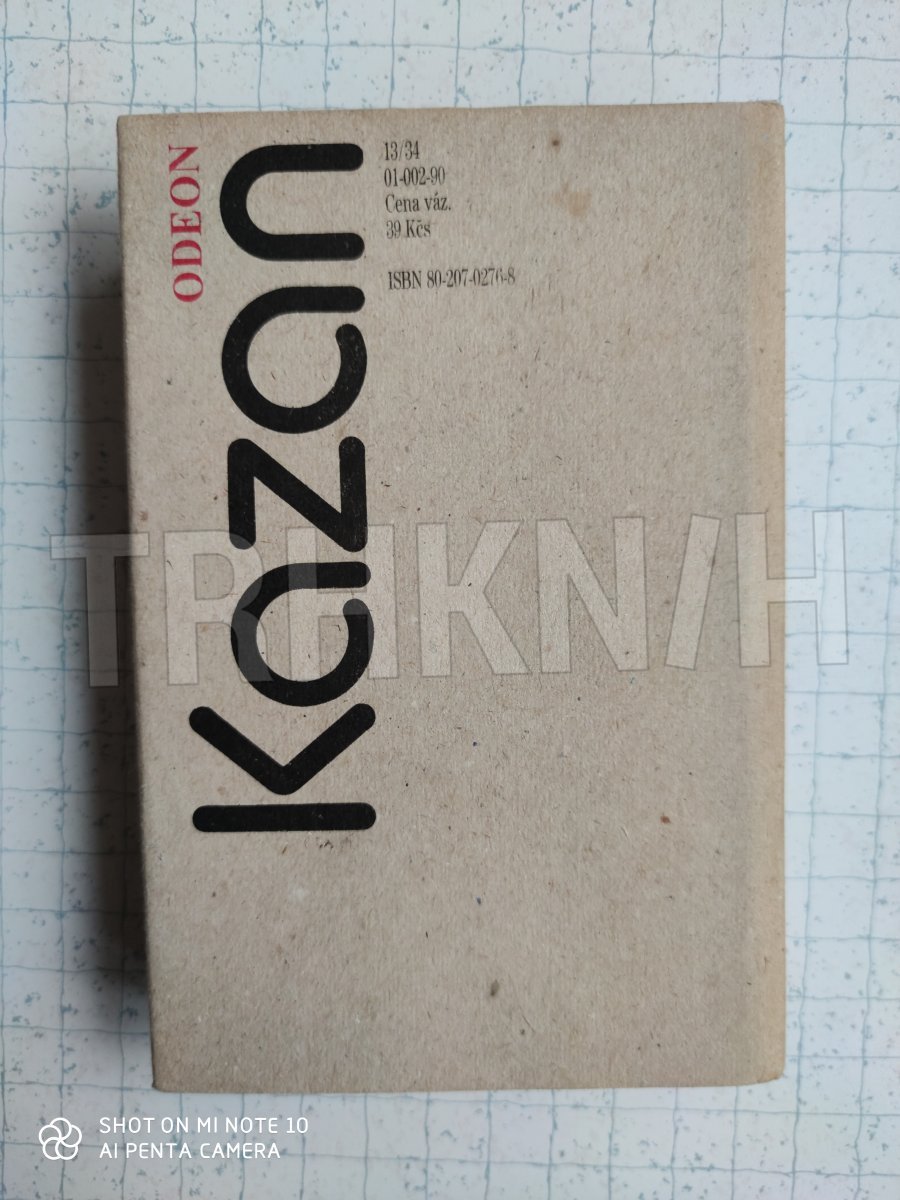 ODEON
Kazan
13/34
01-002-90
Cena váz.
39 Kčs
ISBN 80-207-0276-8
TRHKNIH
SHOT ON MI NOTE 10
AI PENTA CAMERA